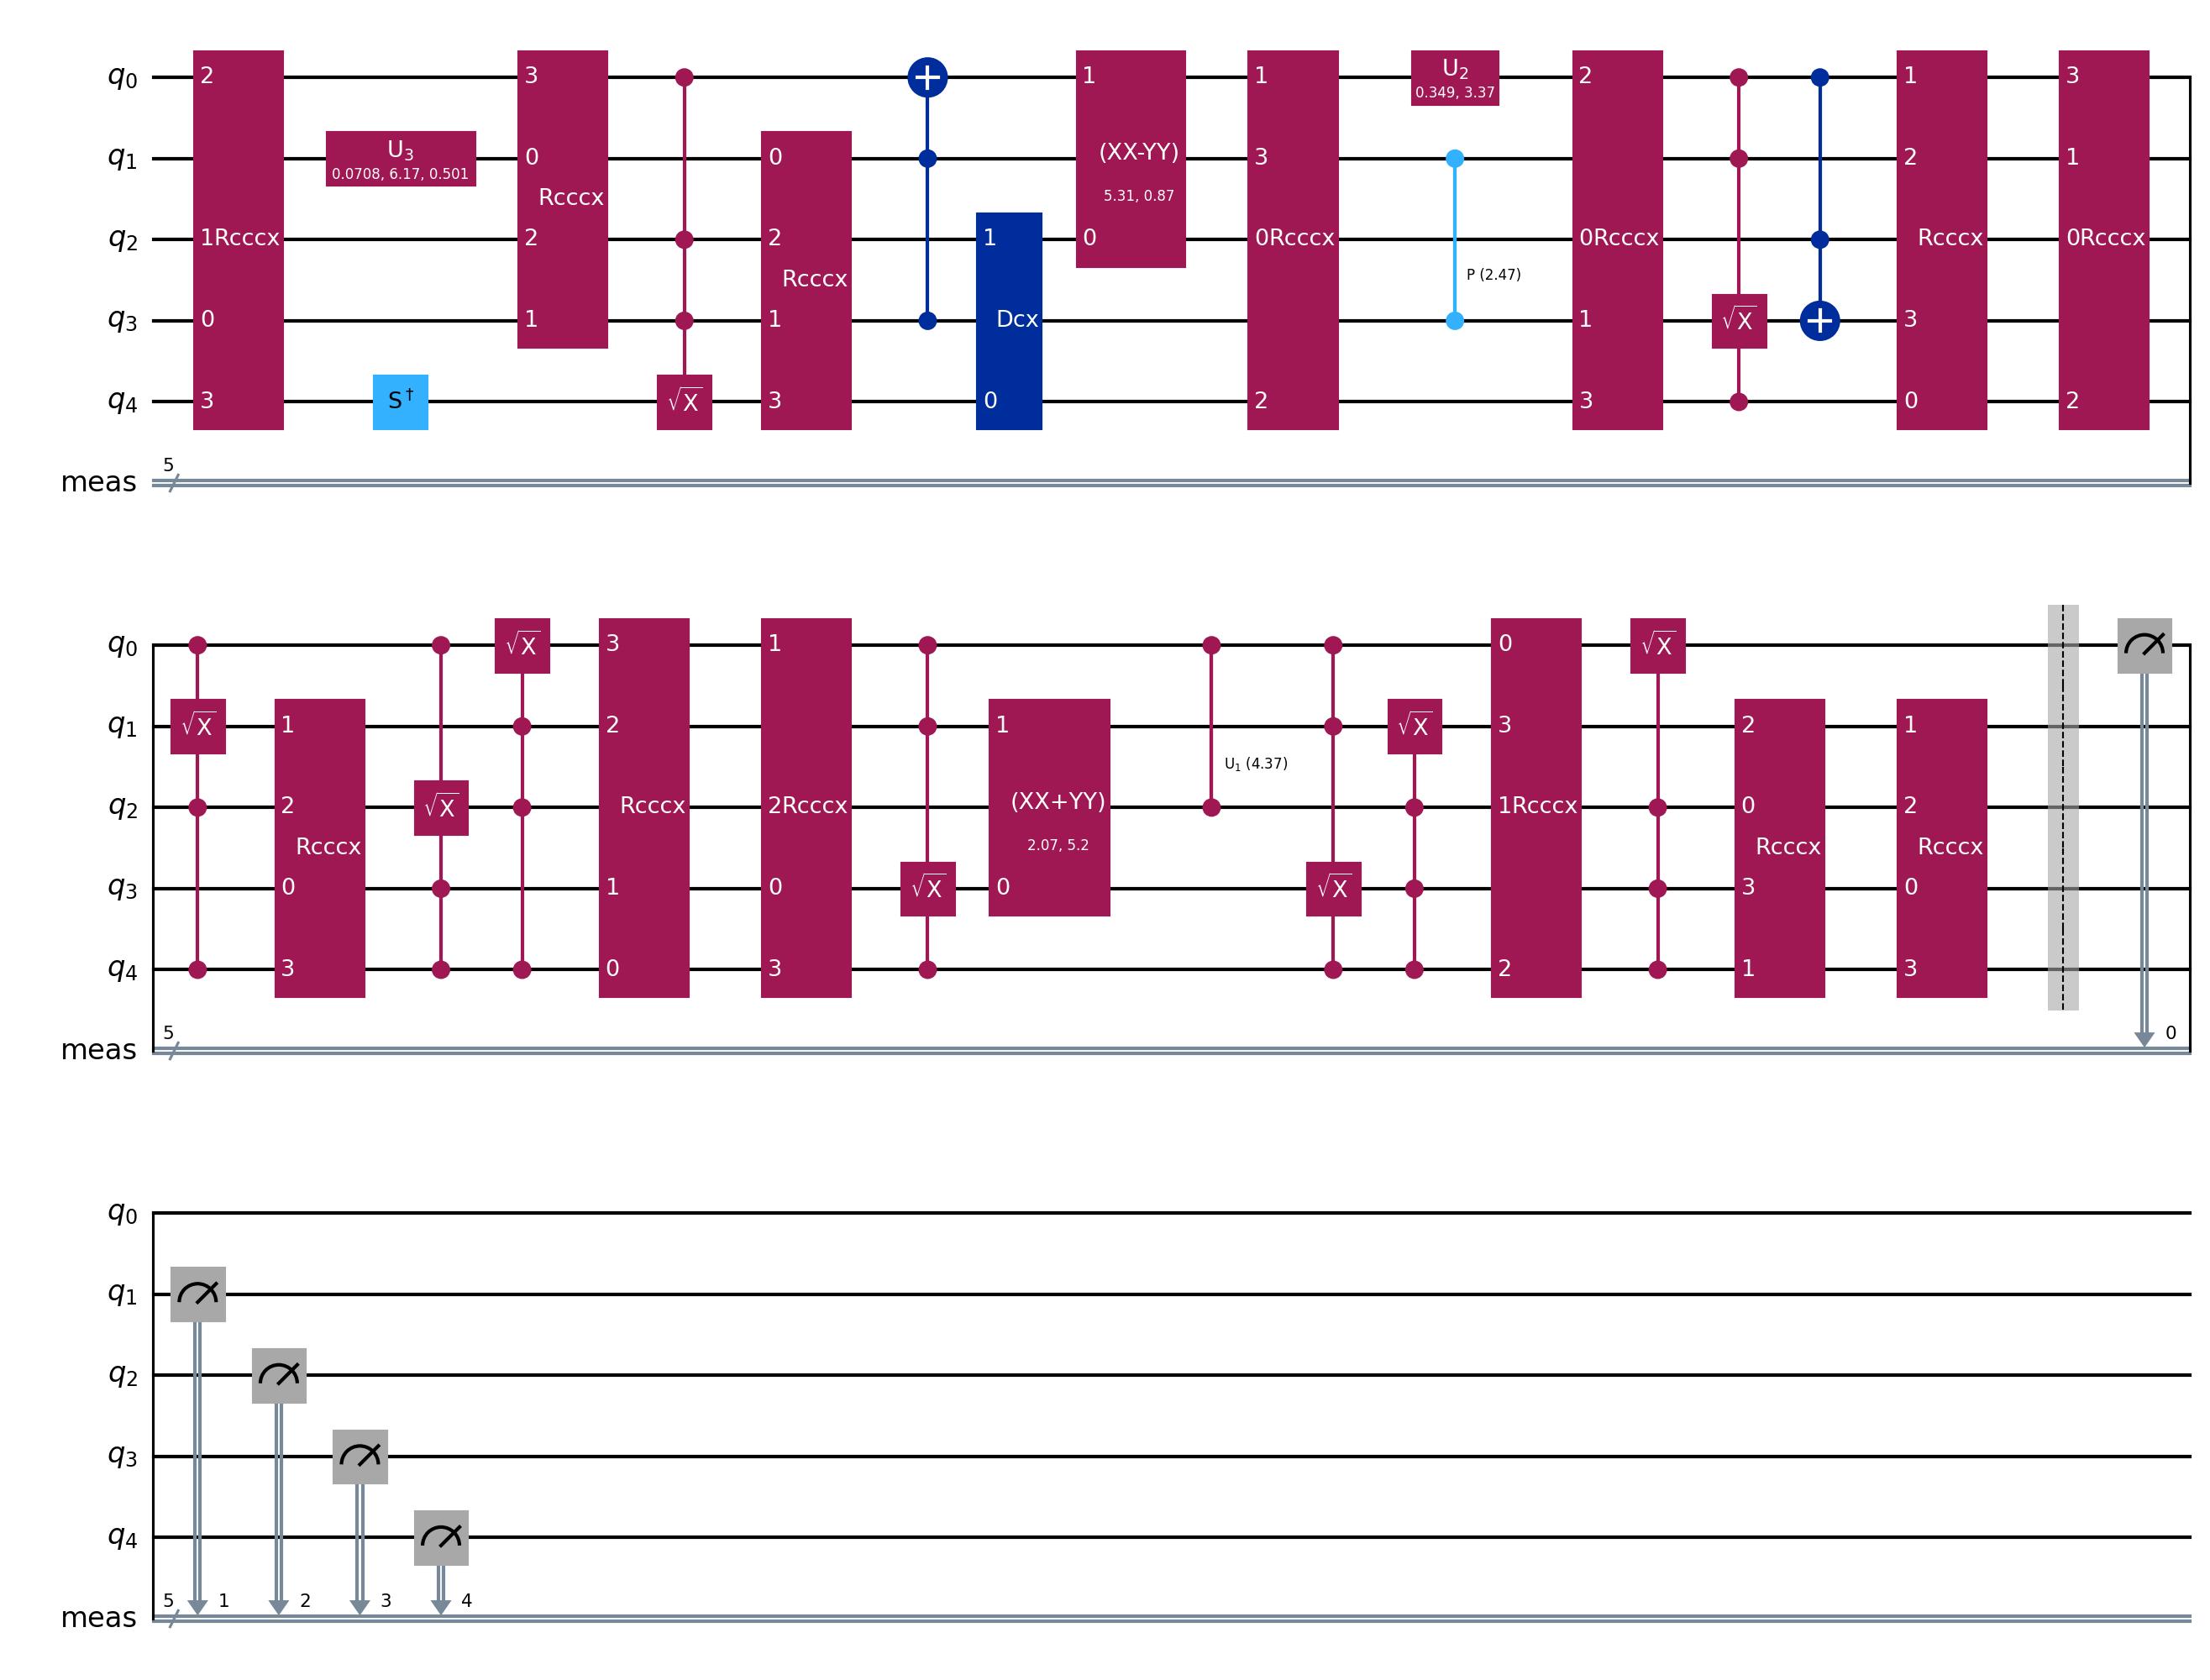 q0 2 3 1 1 U2 2 1 3
0.349, 3.37
q1 U3 0 0 (XX-YY) 3 2 1
0.0708, 6.17, 0.501 5.31, 0.87
Rcccx
q2 1Rcccx 2 2 1 0 0Rcccx 0Rcccx Rcccx 0Rcccx
Rcccx P (2.47)
q3 0 1 1 Dcx 1 √X 3
q4 3 S† √X 3 0 2 3 0 2
5
meas
q0 √X 3 1 0 √X
q1 √X 1 2 1 √X 3 2 1
U1 (4.37)
q2 2 √X Rcccx 2Rcccx (XX+YY) 1Rcccx 0 2
Rcccx 2.07, 5.2 Rcccx Rcccx
q3 0 1 0 √X 0 √X 3 0
q4 3 0 3 2 1 3
5 0
meas
q0
q1
q2
q3
q4
5 1 2 3 4
meas